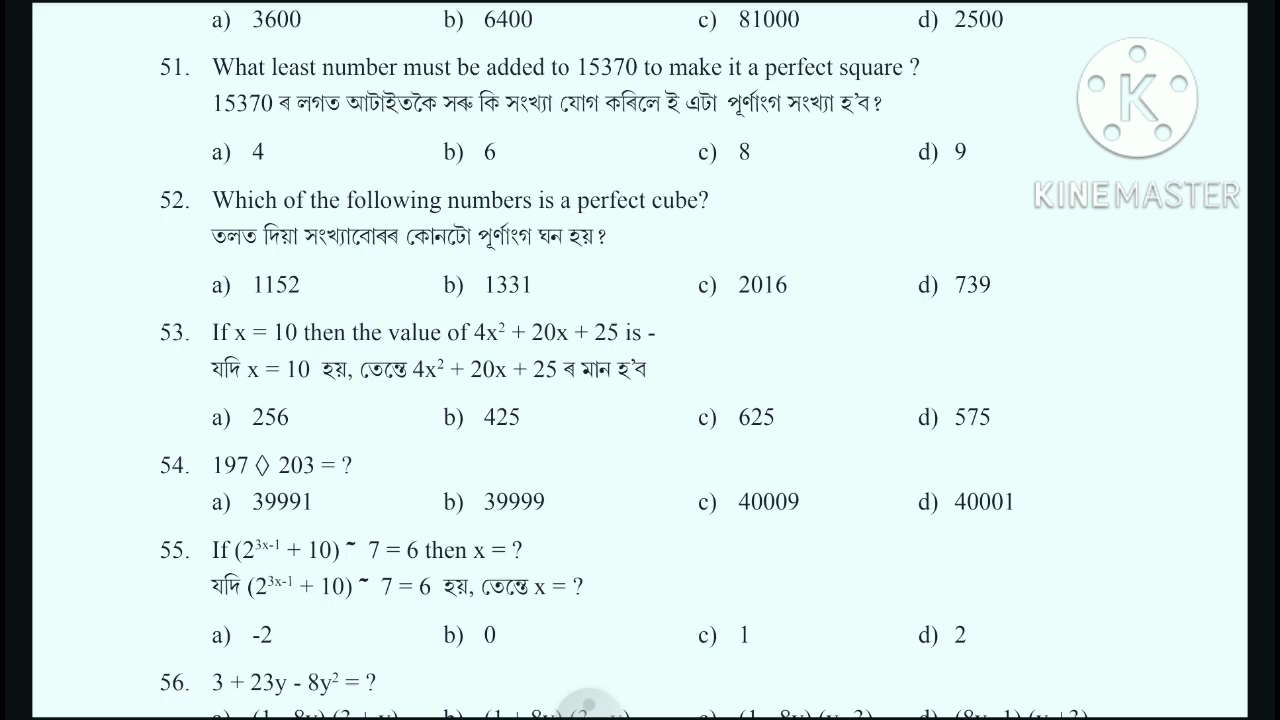 a) 3600 b) 6400 c) 81000 d) 2500
51. What least number must be added to 15370 to make it a perfect square ?
15370 ৰ লগত আটাইতকৈ সৰু কি সংখ্যা যোগ কৰিলে ই এটা পূৰ্ণাংগ সংখ্যা হ’ব ?
a) 4 b) 6 c) 8 d) 9
52. Which of the following numbers is a perfect cube?
তলত দিয়া সংখ্যাবোৰৰ কোনটো পূৰ্ণাংগ ঘন হয় ?
a) 1152 b) 1331 c) 2016 d) 739
53. If x = 10 then the value of 4x² + 20x + 25 is -
যদি x = 10 হয়, তেন্তে 4x² + 20x + 25 ৰ মান হ’ব
a) 256 b) 425 c) 625 d) 575
54. 197 ◊ 203 = ?
a) 39991 b) 39999 c) 40009 d) 40001
55. If (2³ˣ⁻¹ + 10) ~ 7 = 6 then x = ?
যদি (2³ˣ⁻¹ + 10) ~ 7 = 6 হয়, তেন্তে x = ?
a) -2 b) 0 c) 1 d) 2
56. 3 + 23y - 8y² = ?
K
KINEMASTER